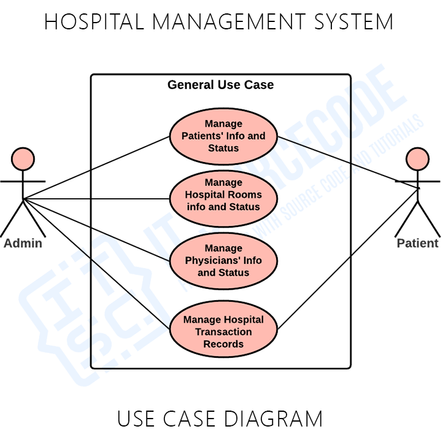 HOSPITAL MANAGEMENT SYSTEM
General Use Case
Manage
Patients' Info and
Status
Manage
Hospital Rooms
info and Status
Manage
Physicians' Info
and Status
Manage Hospital
Transaction
Records
Admin
Patient
USE CASE DIAGRAM